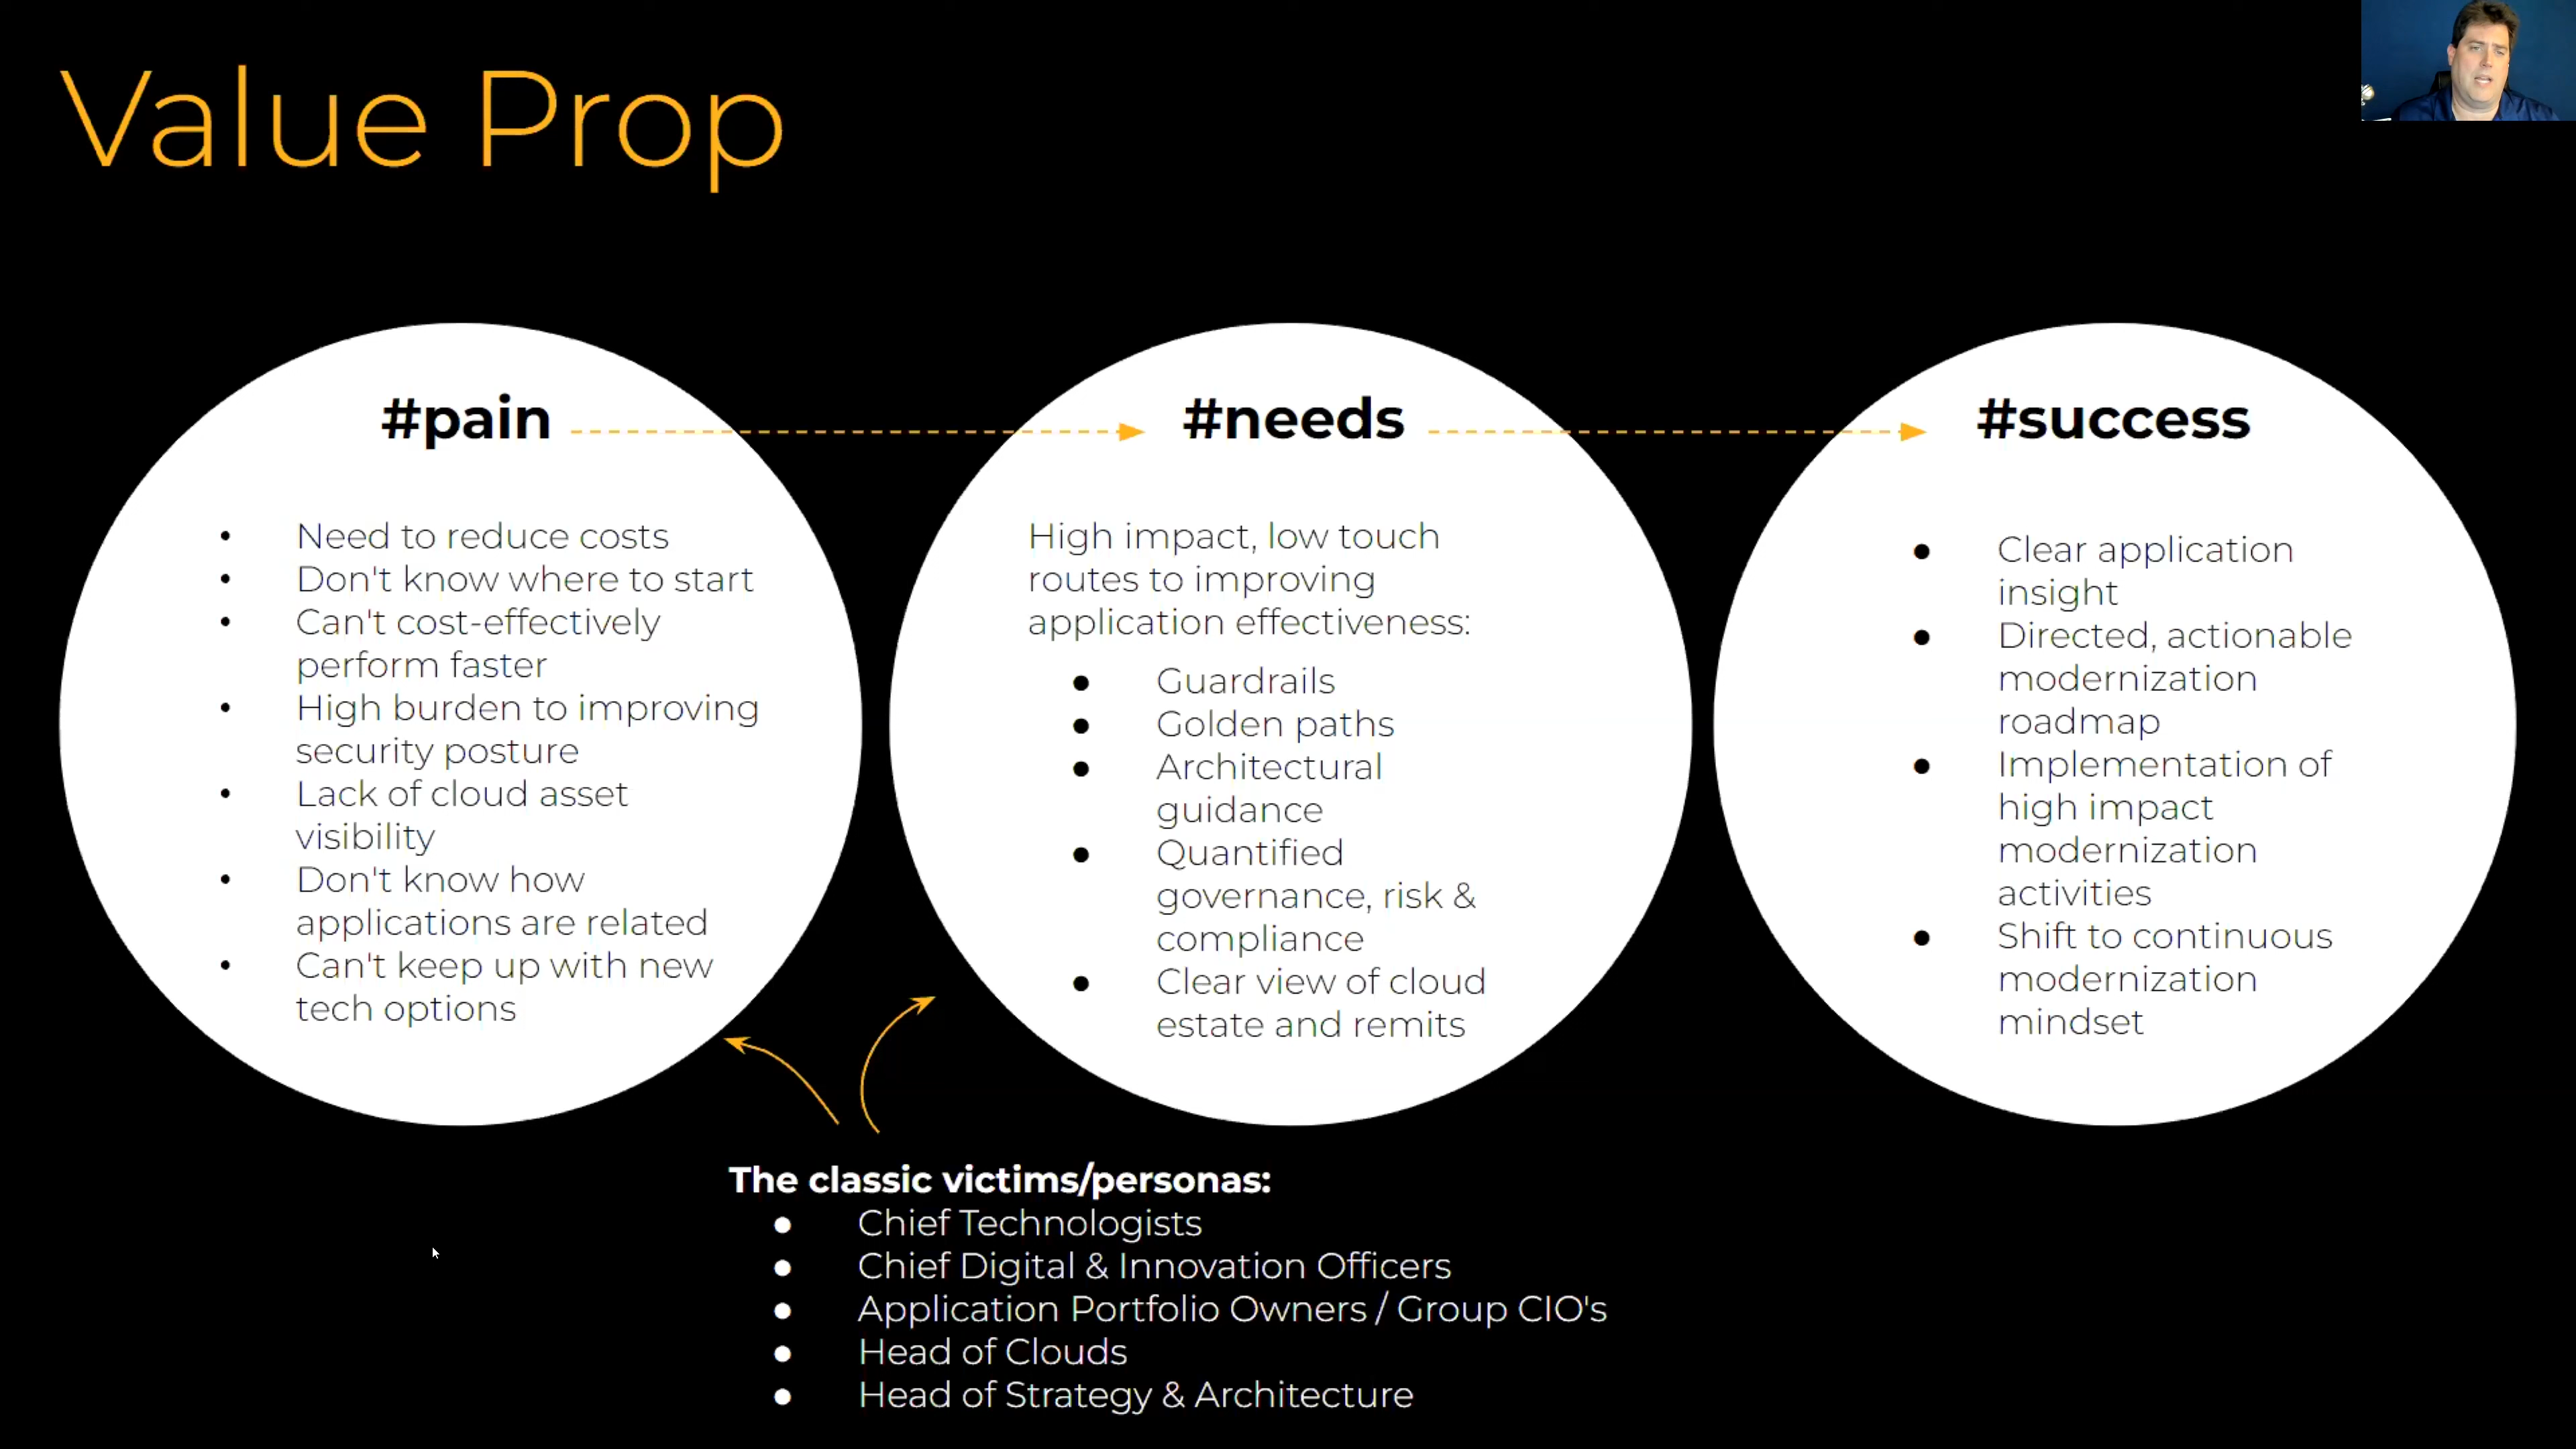 Value Prop
#pain
• Need to reduce costs
• Don't know where to start
• Can't cost-effectively
perform faster
• High burden to improving
security posture
• Lack of cloud asset
visibility
• Don't know how
applications are related
• Can't keep up with new
tech options
#needs
High impact, low touch
routes to improving
application effectiveness:
● Guardrails
● Golden paths
● Architectural
guidance
● Quantified
governance, risk &
compliance
● Clear view of cloud
estate and remits
#success
● Clear application
insight
● Directed, actionable
modernization
roadmap
● Implementation of
high impact
modernization
activities
● Shift to continuous
modernization
mindset
The classic victims/personas:
● Chief Technologists
● Chief Digital & Innovation Officers
● Application Portfolio Owners / Group CIO's
● Head of Clouds
● Head of Strategy & Architecture